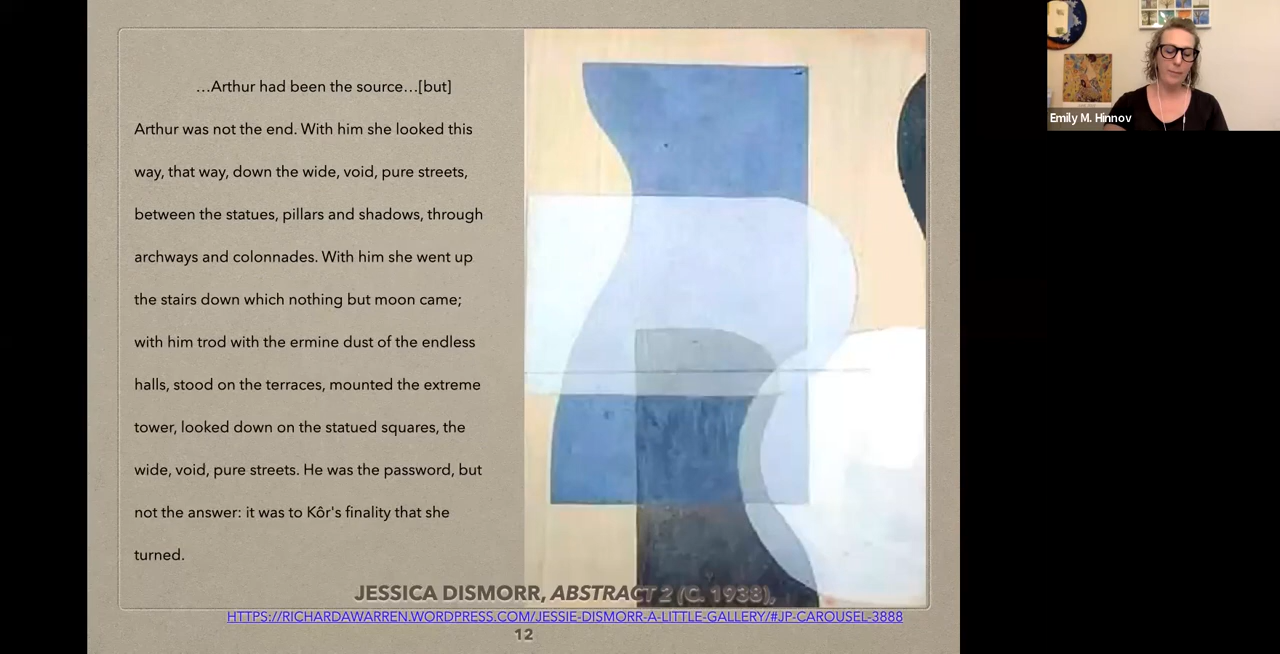 …Arthur had been the source…[but]
Arthur was not the end. With him she looked this
way, that way, down the wide, void, pure streets,
between the statues, pillars and shadows, through
archways and colonnades. With him she went up
the stairs down which nothing but moon came;
with him trod with the ermine dust of the endless
halls, stood on the terraces, mounted the extreme
tower, looked down on the statued squares, the
wide, void, pure streets. He was the password, but
not the answer: it was to Kôr's finality that she
turned.
JESSICA DISMORR, ABSTRACT 2 (C. 1938),
HTTPS://RICHARDAWARREN.WORDPRESS.COM/JESSIE-DISMORR-A-LITTLE-GALLERY/#JP-CAROUSEL-3888
12
Emily M. Hinnov